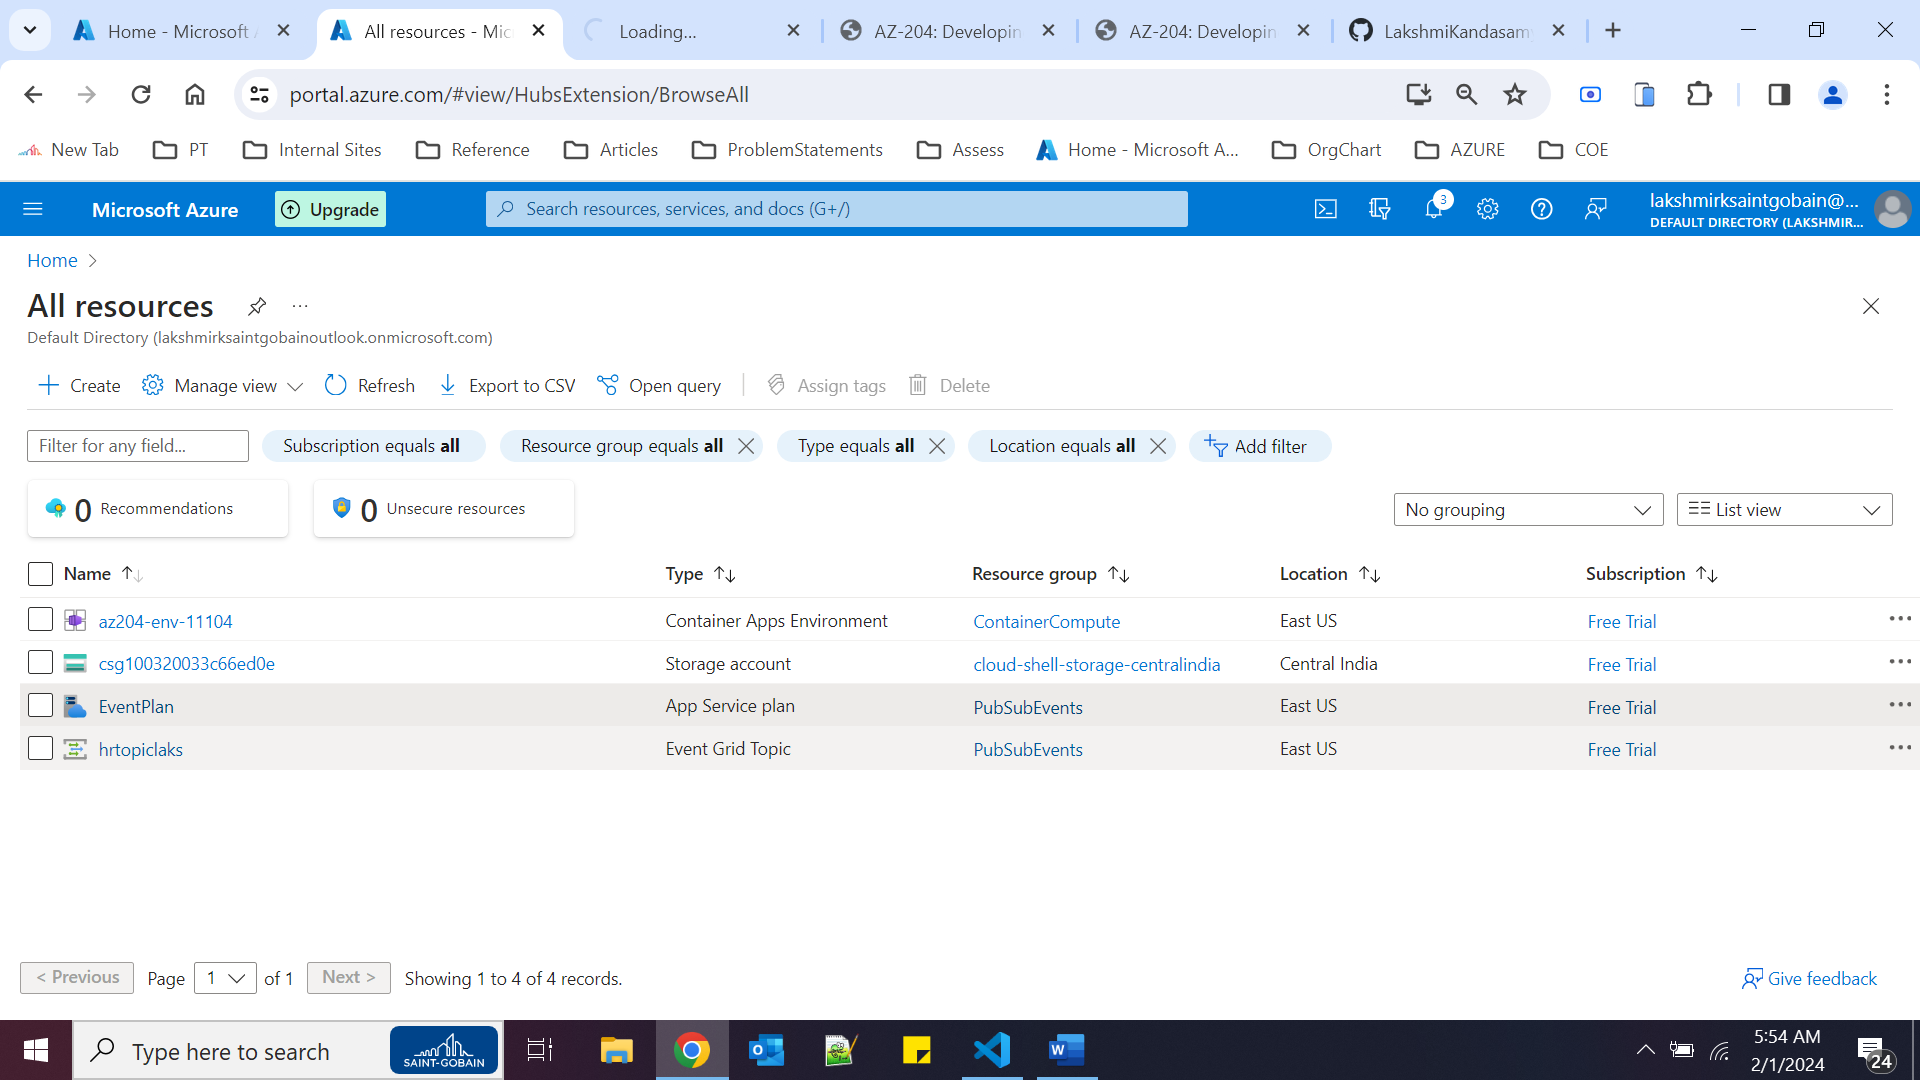 Home - Microsoft A
All resources - Mic
Loading...
AZ-204: Developin
AZ-204: Developin
LakshmiKandasamy
portal.azure.com/#view/HubsExtension/BrowseAll
New Tab
PT
Internal Sites
Reference
Articles
ProblemStatements
Assess
Home - Microsoft A...
OrgChart
AZURE
COE
Microsoft Azure
Upgrade
Search resources, services, and docs (G+/)
3
lakshmirksaintgobain@...
DEFAULT DIRECTORY (LAKSHMIR...
Home
All resources
Default Directory (lakshmirksaintgobainoutlook.onmicrosoft.com)
Create
Manage view
Refresh
Export to CSV
Open query
Assign tags
Delete
Filter for any field...
Subscription equals all
Resource group equals all
Type equals all
Location equals all
Add filter
0 Recommendations
0 Unsecure resources
No grouping
List view
Name Type Resource group Location Subscription
az204-env-11104 Container Apps Environment ContainerCompute East US Free Trial
csg100320033c66ed0e Storage account cloud-shell-storage-centralindia Central India Free Trial
EventPlan App Service plan PubSubEvents East US Free Trial
hrtopiclaks Event Grid Topic PubSubEvents East US Free Trial
< Previous Page 1 of 1 Next > Showing 1 to 4 of 4 records.
Give feedback
Type here to search
SAINT-GOBAIN
5:54 AM
2/1/2024
24